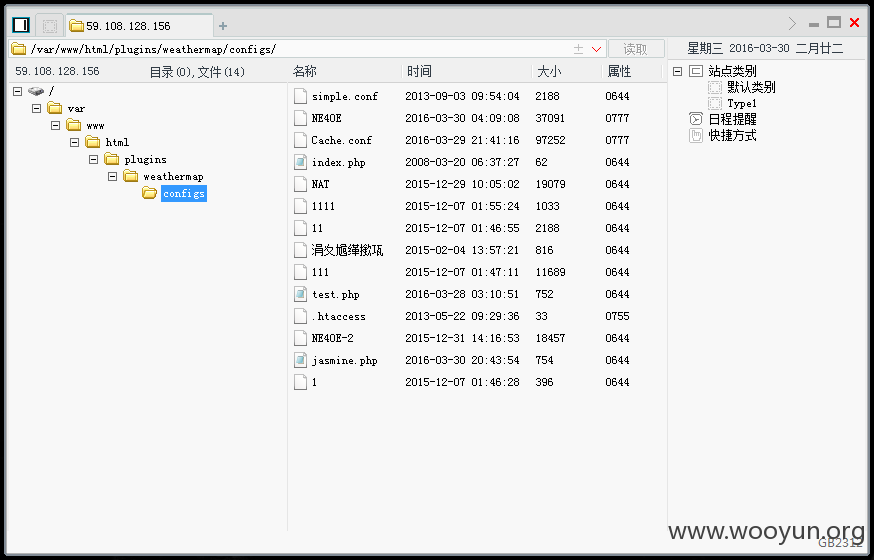 59.108.128.156
/var/www/html/plugins/weathermap/configs/
读取
星期三 2016-03-30 二月廿二
59.108.128.156 目录(0),文件(14)
名称 时间 大小 属性
/
var
www
html
plugins
weathermap
configs
simple.conf 2013-09-03 09:54:04 2188 0644
NE40E 2016-03-30 04:09:08 37091 0777
Cache.conf 2016-03-29 21:41:16 97252 0777
index.php 2008-03-20 06:37:27 62 0644
NAT 2015-12-29 10:05:02 19079 0644
1111 2015-12-07 01:55:24 1033 0644
11 2015-12-07 01:46:55 2188 0644
2015-02-04 13:57:21 816 0644
111 2015-12-07 01:47:11 11689 0644
test.php 2016-03-28 03:10:51 752 0644
.htaccess 2013-05-22 09:29:36 33 0755
NE40E-2 2015-12-31 14:16:53 18457 0644
jasmine.php 2016-03-30 20:43:54 754 0644
1 2015-12-07 01:46:28 396 0644
站点类别
默认类别
Type1
日程提醒
快捷方式
www.wooyun.org
GB2312